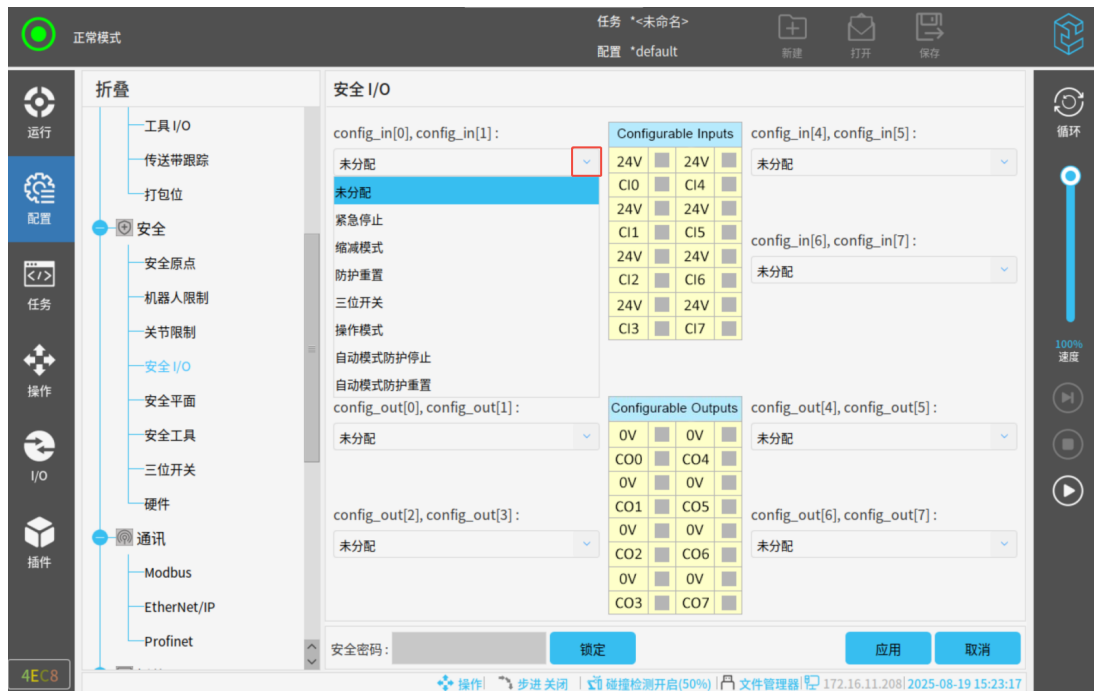 正常模式
任务 *<未命名>
配置 *default
新建
打开
保存
运行
配置
任务
操作
I/O
插件
4EC8
折叠
工具 I/O
传送带跟踪
打包位
安全
安全原点
机器人限制
关节限制
安全 I/O
安全平面
安全工具
三位开关
硬件
通讯
Modbus
EtherNet/IP
Profinet
安全 I/O
config_in[0], config_in[1] :
未分配
未分配
紧急停止
缩减模式
防护重置
三位开关
操作模式
自动模式防护停止
自动模式防护重置
Configurable Inputs
24V 24V
CI0 CI4
24V 24V
CI1 CI5
24V 24V
CI2 CI6
24V 24V
CI3 CI7
config_in[4], config_in[5] :
未分配
config_in[6], config_in[7] :
未分配
config_out[0], config_out[1] :
未分配
config_out[2], config_out[3] :
未分配
Configurable Outputs
0V 0V
CO0 CO4
0V 0V
CO1 CO5
0V 0V
CO2 CO6
0V 0V
CO3 CO7
config_out[4], config_out[5] :
未分配
config_out[6], config_out[7] :
未分配
安全密码 :
锁定
应用
取消
操作
步进 关闭
碰撞检测开启(50%)
文件管理器
172.16.11.208
2025-08-19 15:23:17
循环
100%
速度